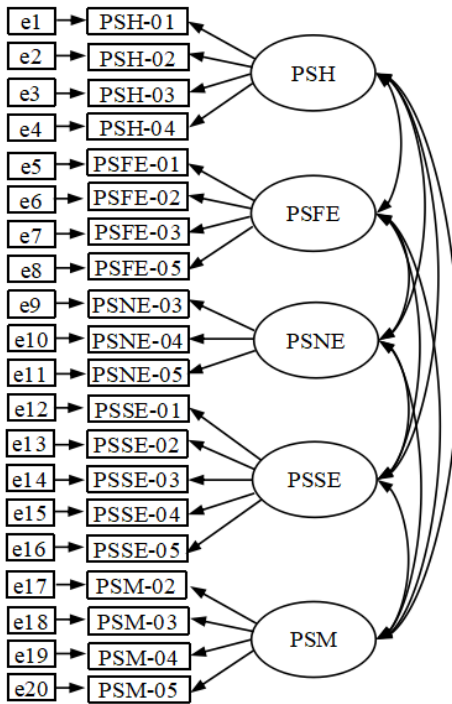 e1 PSH-01
e2 PSH-02
PSH
e3 PSH-03
e4 PSH-04
e5 PSFE-01
e6 PSFE-02
PSFE
e7 PSFE-03
e8 PSFE-05
e9 PSNE-03
e10 PSNE-04
PSNE
e11 PSNE-05
e12 PSSE-01
e13 PSSE-02
e14 PSSE-03
PSSE
e15 PSSE-04
e16 PSSE-05
e17 PSM-02
e18 PSM-03
PSM
e19 PSM-04
e20 PSM-05